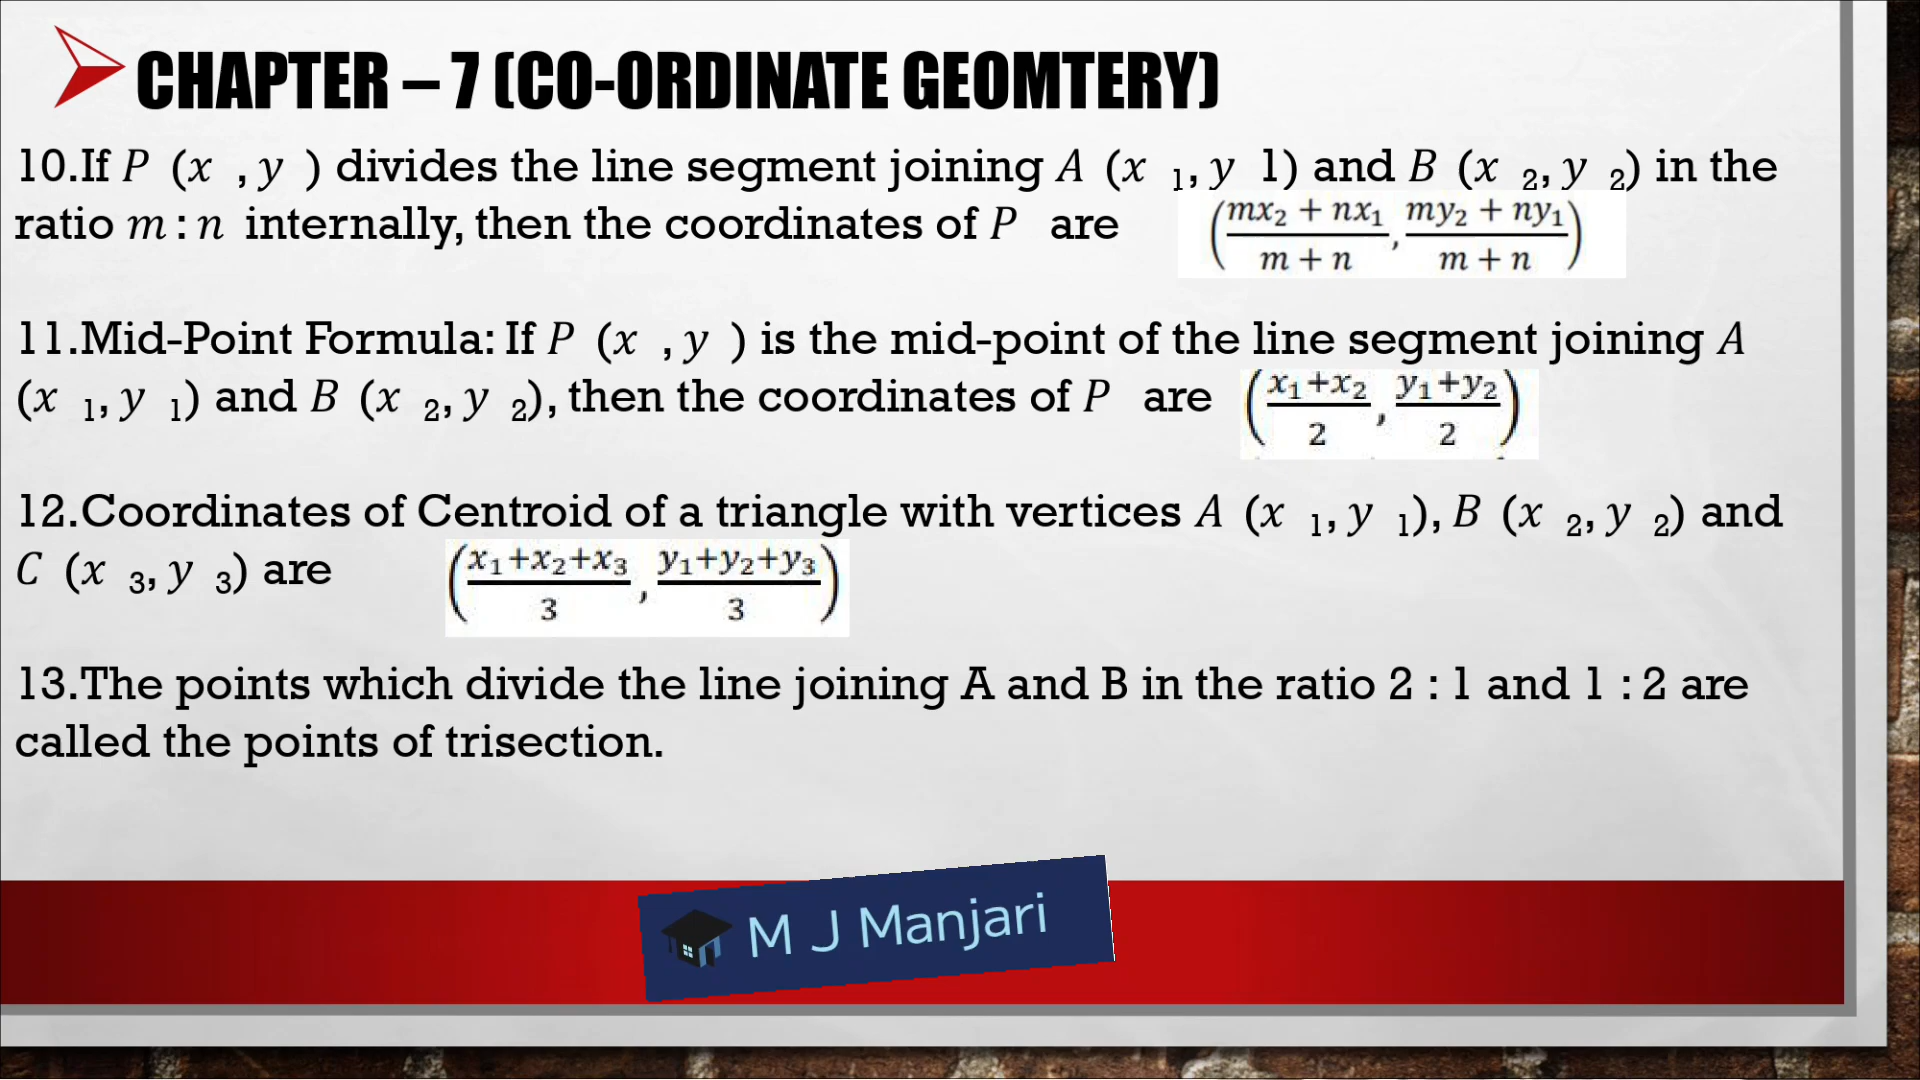 CHAPTER – 7 (CO-ORDINATE GEOMTERY)
10.If P (x , y ) divides the line segment joining A (x ₁, y 1) and B (x ₂, y ₂) in the
ratio m : n internally, then the coordinates of P are ((mx₂ + nx₁)/(m + n), (my₂ + ny₁)/(m + n))
11.Mid-Point Formula: If P (x , y ) is the mid-point of the line segment joining A
(x ₁, y ₁) and B (x ₂, y ₂), then the coordinates of P are ((x₁+x₂)/2, (y₁+y₂)/2)
12.Coordinates of Centroid of a triangle with vertices A (x ₁, y ₁), B (x ₂, y ₂) and
C (x ₃, y ₃) are ((x₁+x₂+x₃)/3, (y₁+y₂+y₃)/3)
13.The points which divide the line joining A and B in the ratio 2 : 1 and 1 : 2 are
called the points of trisection.
M J Manjari